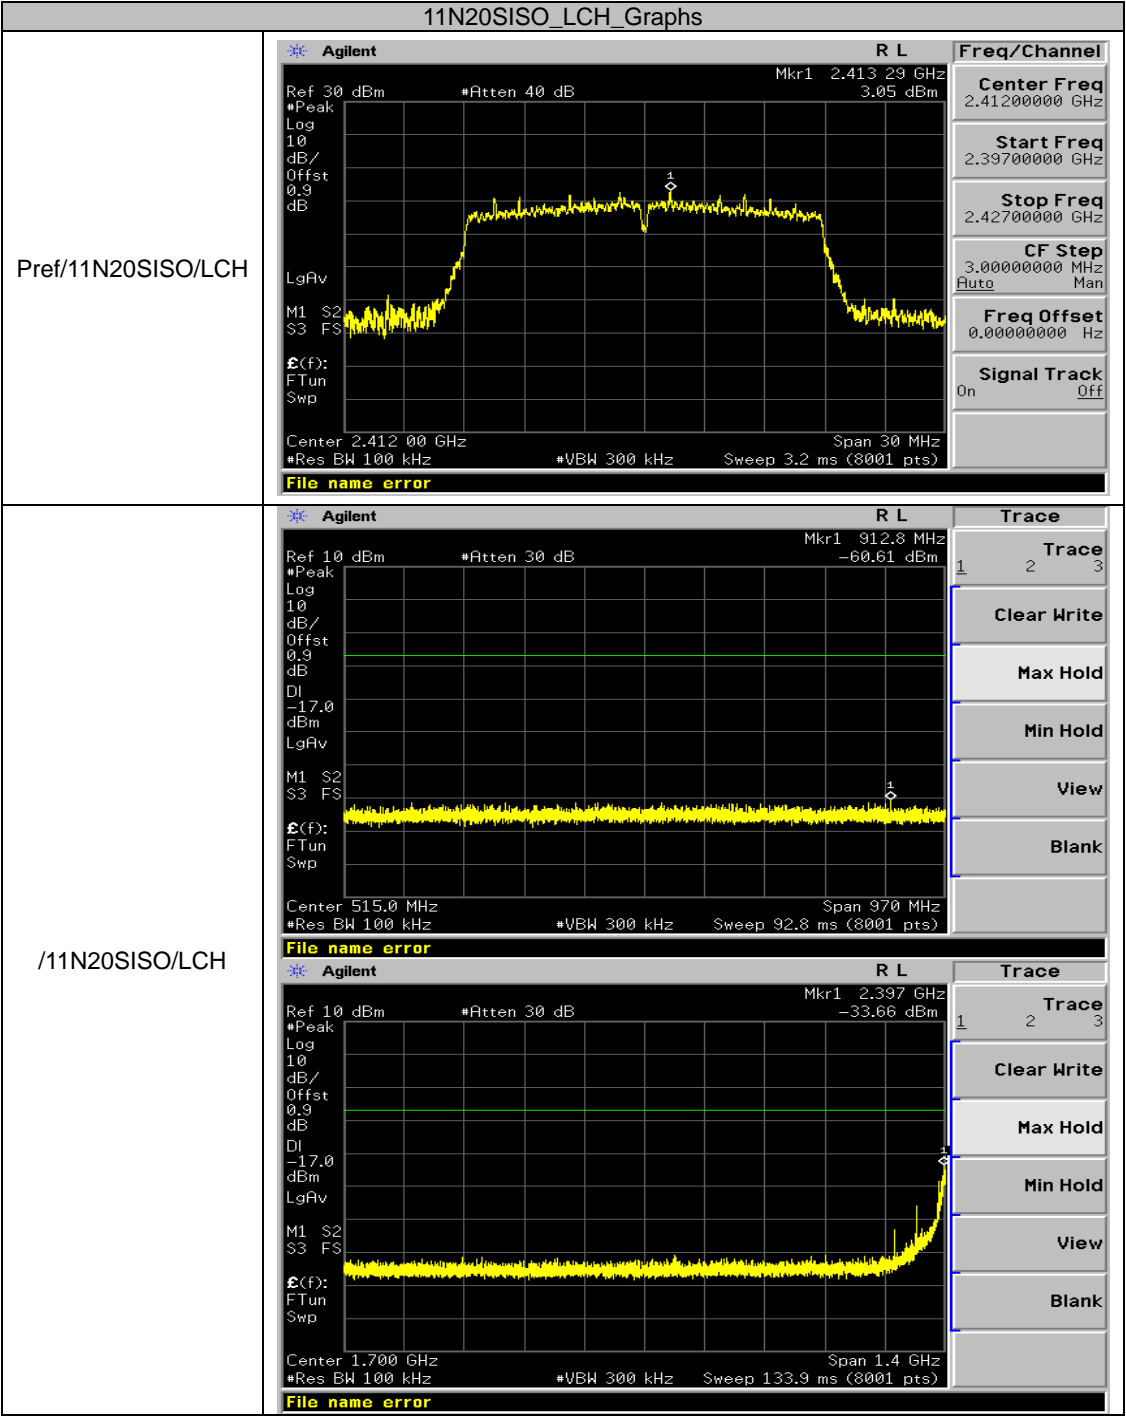 11N20SISO_LCH_Graphs
Pref/11N20SISO/LCH
Agilent R L
Freq/Channel
Mkr1 2.413 29 GHz
Ref 30 dBm #Atten 40 dB 3.05 dBm
#Peak
Log
10
dB/
Offst
0.9
dB
1
LgAv
M1 S2
S3 FS
£(f):
FTun
Swp
Center 2.412 00 GHz Span 30 MHz
#Res BW 100 kHz #VBW 300 kHz Sweep 3.2 ms (8001 pts)
File name error
Center Freq
2.41200000 GHz
Start Freq
2.39700000 GHz
Stop Freq
2.42700000 GHz
CF Step
3.00000000 MHz
Auto Man
Freq Offset
0.00000000 Hz
Signal Track
On Off
/11N20SISO/LCH
Agilent R L
Trace
Mkr1 912.8 MHz
Ref 10 dBm #Atten 30 dB -60.61 dBm
#Peak
Log
10
dB/
Offst
0.9
dB
DI
-17.0
dBm
LgAv
1
M1 S2
S3 FS
£(f):
FTun
Swp
Center 515.0 MHz Span 970 MHz
#Res BW 100 kHz #VBW 300 kHz Sweep 92.8 ms (8001 pts)
File name error
Trace
1 2 3
Clear Write
Max Hold
Min Hold
View
Blank
Agilent R L
Trace
Mkr1 2.397 GHz
Ref 10 dBm #Atten 30 dB -33.66 dBm
#Peak
Log
10
dB/
Offst
0.9
dB
DI
-17.0
dBm
LgAv
1
M1 S2
S3 FS
£(f):
FTun
Swp
Center 1.700 GHz Span 1.4 GHz
#Res BW 100 kHz #VBW 300 kHz Sweep 133.9 ms (8001 pts)
File name error
Trace
1 2 3
Clear Write
Max Hold
Min Hold
View
Blank